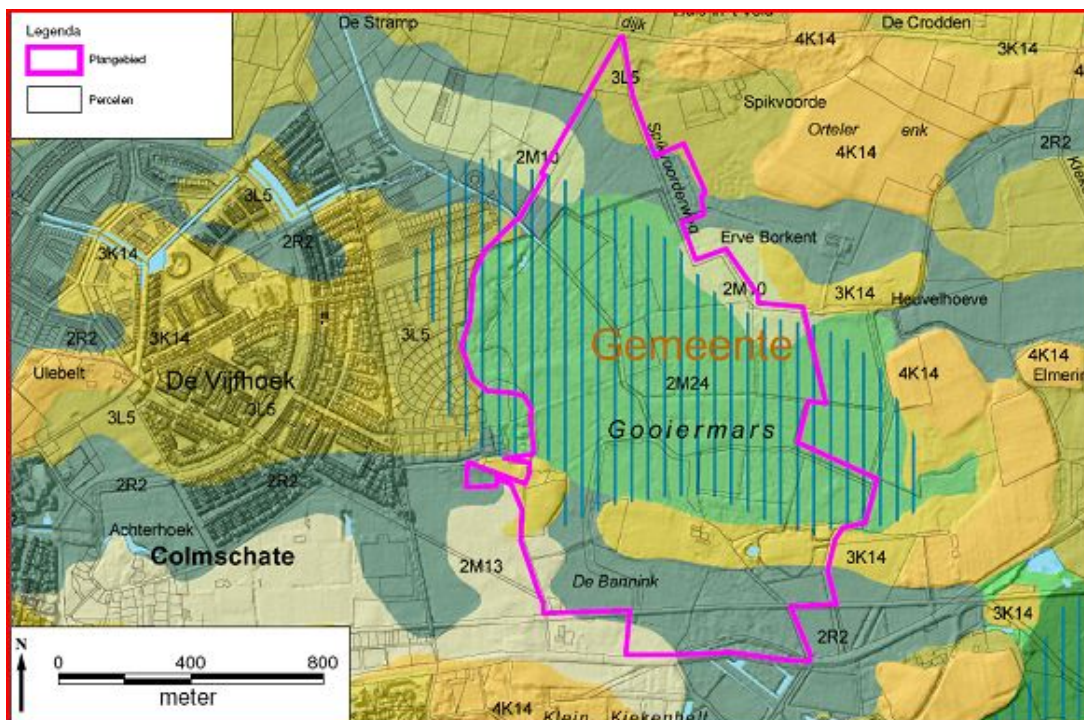 Legenda
Plangebied
Percelen
De Stramp
dijk
De Crodden
4K14
3K14
3L5
Spikvoorde
Spikvoorderweg
Orteler enk
4K14
2R2
2M10
3L5
3K14
2R2
Erve Borkent
2M10
3K14
Heuvelhoeve
2R2
3K14
3L5
Gemeente
4K14
4K14
Ulebelt
De Vijfhoek
2M24
3L5
3L5
Gooiermars
2R2
2R2
Achterhoek
Colmschate
2M13
De Bannink
3K14
3K14
2R2
N
0 400 800
meter
4K14
Klein Kiekenhelt